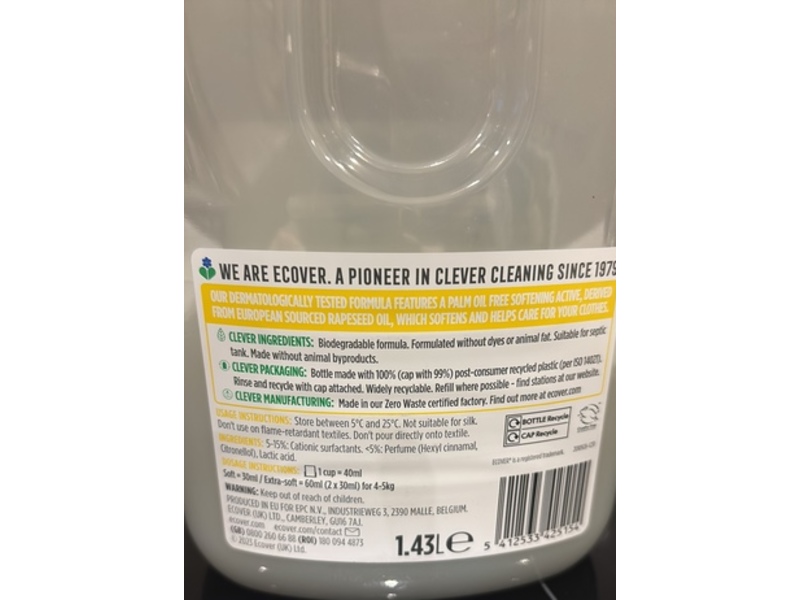 WE ARE ECOVER. A PIONEER IN CLEVER CLEANING SINCE 1979
OUR DERMATOLOGICALLY TESTED FORMULA FEATURES A PALM OIL FREE SOFTENING ACTIVE, DERIVED
FROM EUROPEAN SOURCED RAPESEED OIL, WHICH SOFTENS AND HELPS CARE FOR YOUR CLOTHES.
CLEVER INGREDIENTS: Biodegradable formula. Formulated without dyes or animal fat. Suitable for septic
tank. Made without animal byproducts.
CLEVER PACKAGING: Bottle made with 100% (cap with 99%) post-consumer recycled plastic (per ISO 14021).
Rinse and recycle with cap attached. Widely recyclable. Refill where possible - find stations at our website.
CLEVER MANUFACTURING: Made in our Zero Waste certified factory. Find out more at ecover.com
USAGE INSTRUCTIONS: Store between 5°C and 25°C. Not suitable for silk.
Don't use on flame-retardant textiles. Don't pour directly onto textile.
INGREDIENTS: 5-15%: Cationic surfactants. <5%: Perfume (Hexyl cinnamal,
Citronellol), Lactic acid.
DOSAGE INSTRUCTIONS: 1 cup = 40ml
Soft = 30ml / Extra-soft = 60ml (2 x 30ml) for 4-5kg
WARNING: Keep out of reach of children.
PRODUCED IN EU FOR EPC N.V., INDUSTRIEWEG 3, 2390 MALLE, BELGIUM.
ECOVER (UK) LTD., CAMBERLEY, GU16 7AJ.
ecover.com ecover.com/contact
(GB) 0800 260 66 88 (ROI) 180 094 4873
© 2023 Ecover (UK) Ltd.
BOTTLE Recycle
CAP Recycle
ECOVER® is a registered trademark.
1.43L e
5 412533 425154